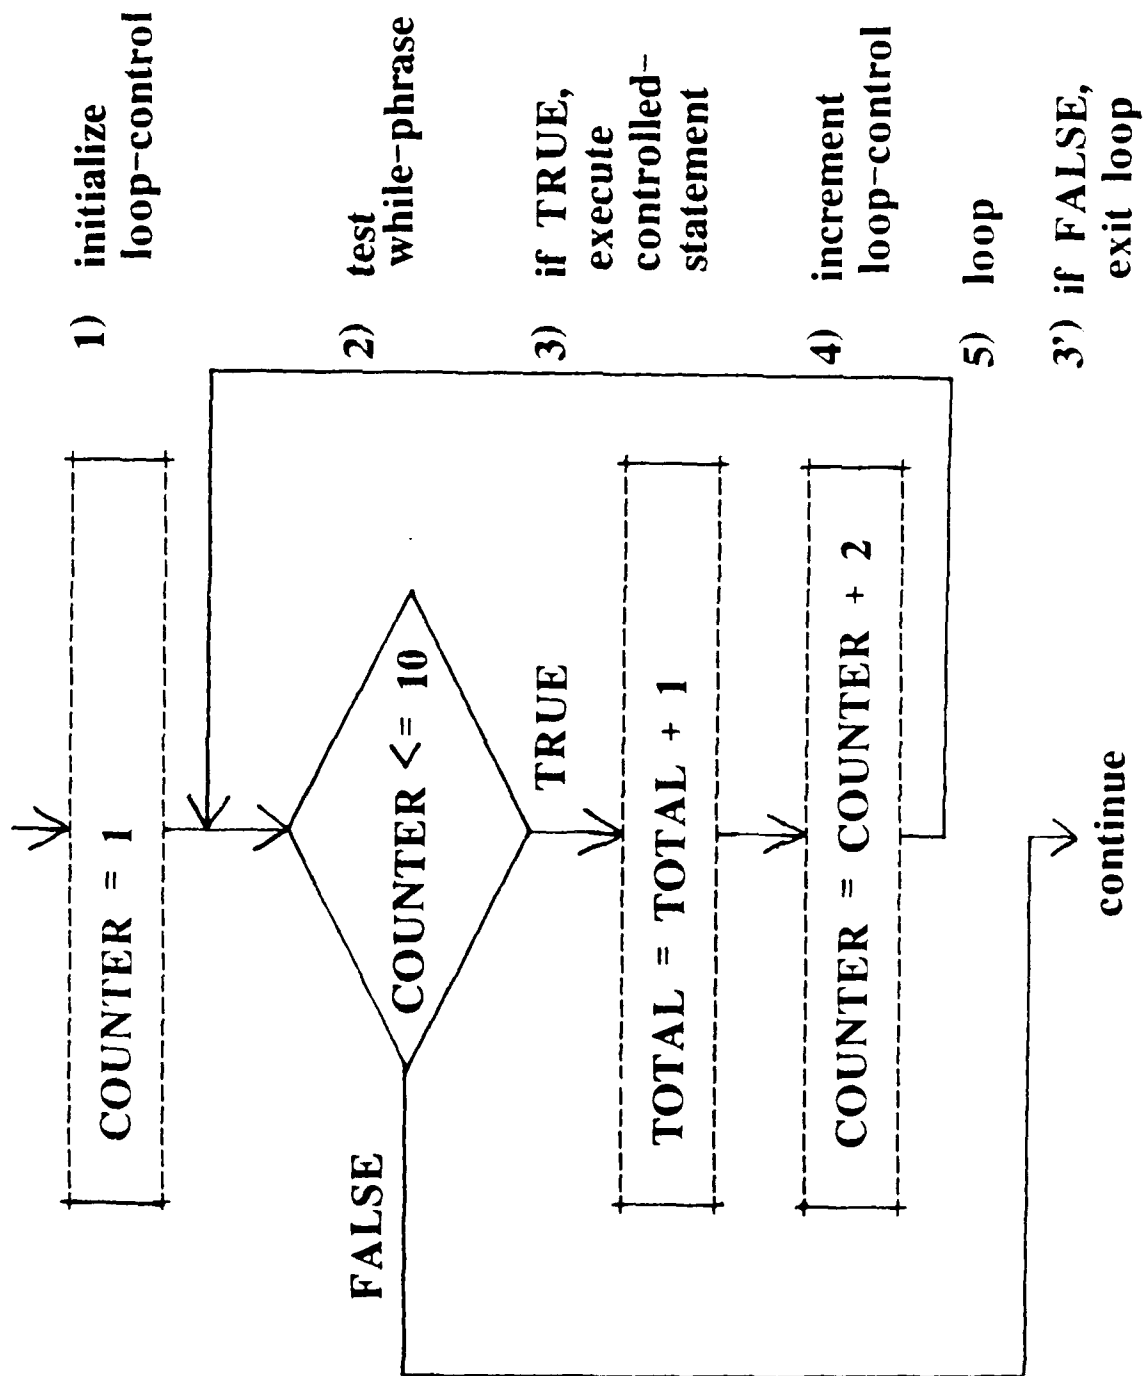 COUNTER = 1
COUNTER <= 10
FALSE
TRUE
TOTAL = TOTAL + 1
COUNTER = COUNTER + 2
continue
1) initialize
loop-control
2) test
while-phrase
3) if TRUE,
execute
controlled-
statement
4) increment
loop-control
5) loop
3') if FALSE,
exit loop